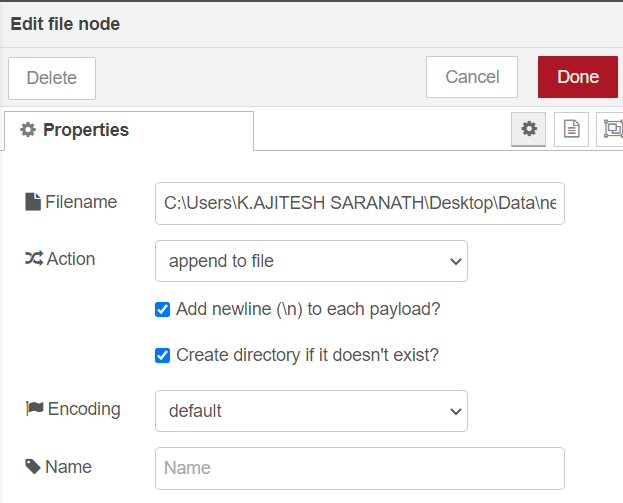 Edit file node
Delete
Cancel
Done
Properties
Filename
C:\Users\K.AJITESH SARANATH\Desktop\Data\ne
Action
append to file
Add newline (\n) to each payload?
Create directory if it doesn't exist?
Encoding
default
Name
Name